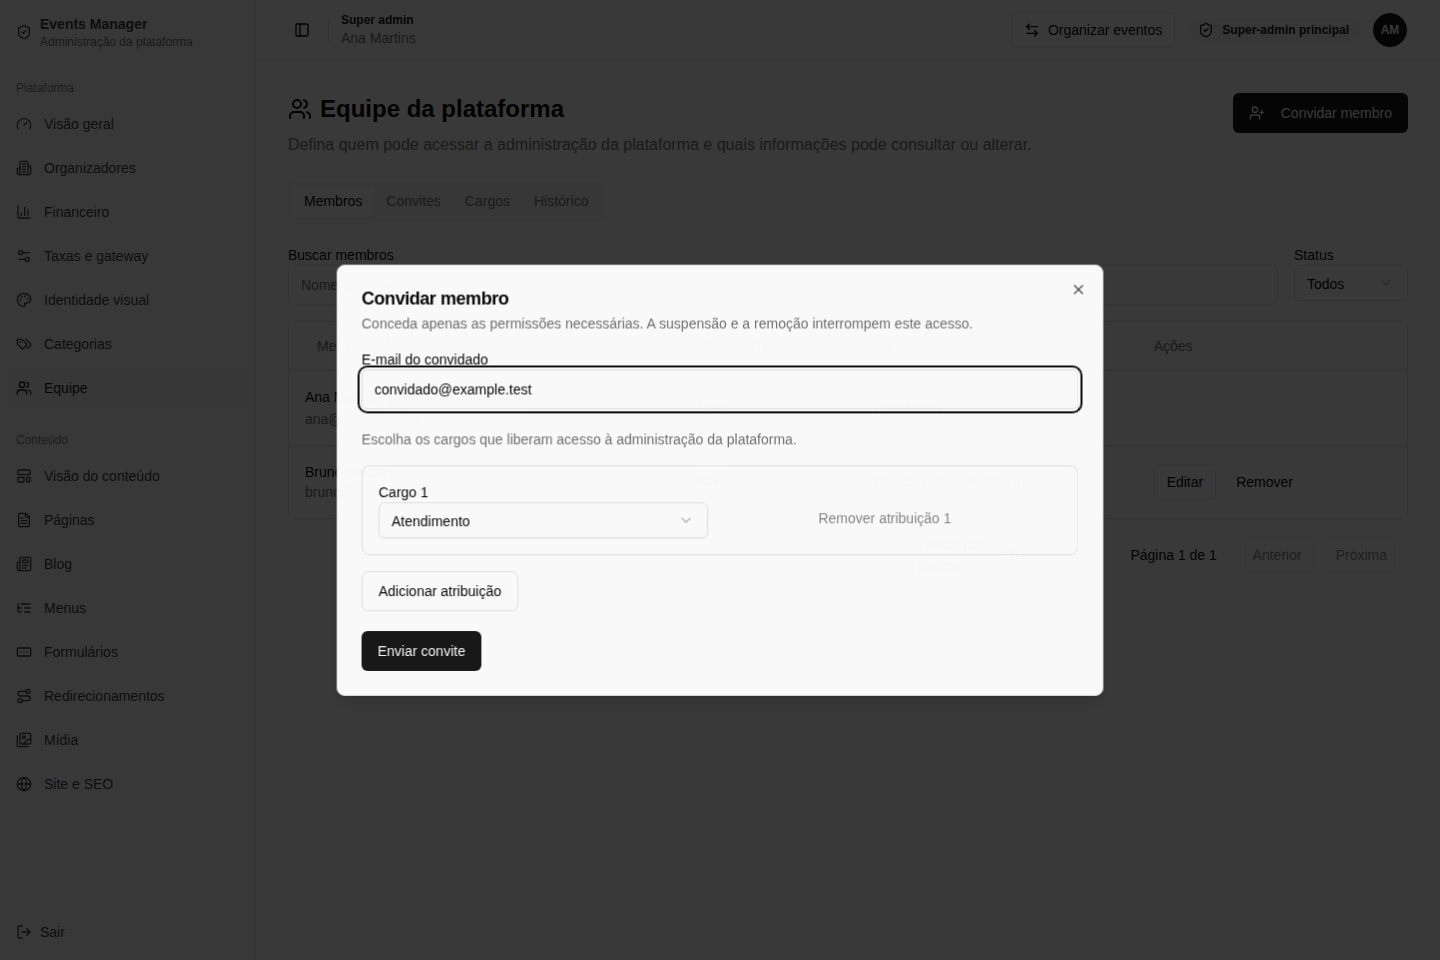 Events Manager
Administração da plataforma
Plataforma
Visão geral
Organizadores
Financeiro
Taxas e gateway
Identidade visual
Categorias
Equipe
Conteúdo
Visão do conteúdo
Páginas
Blog
Menus
Formulários
Redirecionamentos
Mídia
Site e SEO
Sair
Super admin
Ana Martins
Organizar eventos
Super-admin principal
AM
Equipe da plataforma
Defina quem pode acessar a administração da plataforma e quais informações pode consultar ou alterar.
Convidar membro
Membros
Convites
Cargos
Histórico
Buscar membros
Status
Todos
Ações
Editar
Remover
Página 1 de 1
Anterior
Próxima
Convidar membro
Conceda apenas as permissões necessárias. A suspensão e a remoção interrompem este acesso.
E-mail do convidado
convidado@example.test
Escolha os cargos que liberam acesso à administração da plataforma.
Cargo 1
Atendimento
Remover atribuição 1
Adicionar atribuição
Enviar convite